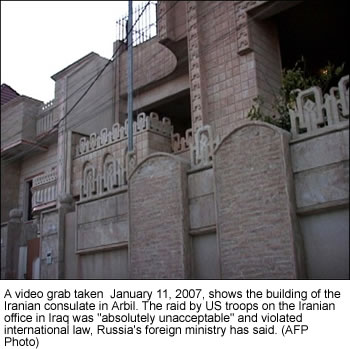 A video grab taken  January 11, 2007, shows the building of the
Iranian consulate in Arbil. The raid by US troops on the Iranian
office in Iraq was "absolutely unacceptable" and violated
international law, Russia's foreign ministry has said. (AFP
Photo)